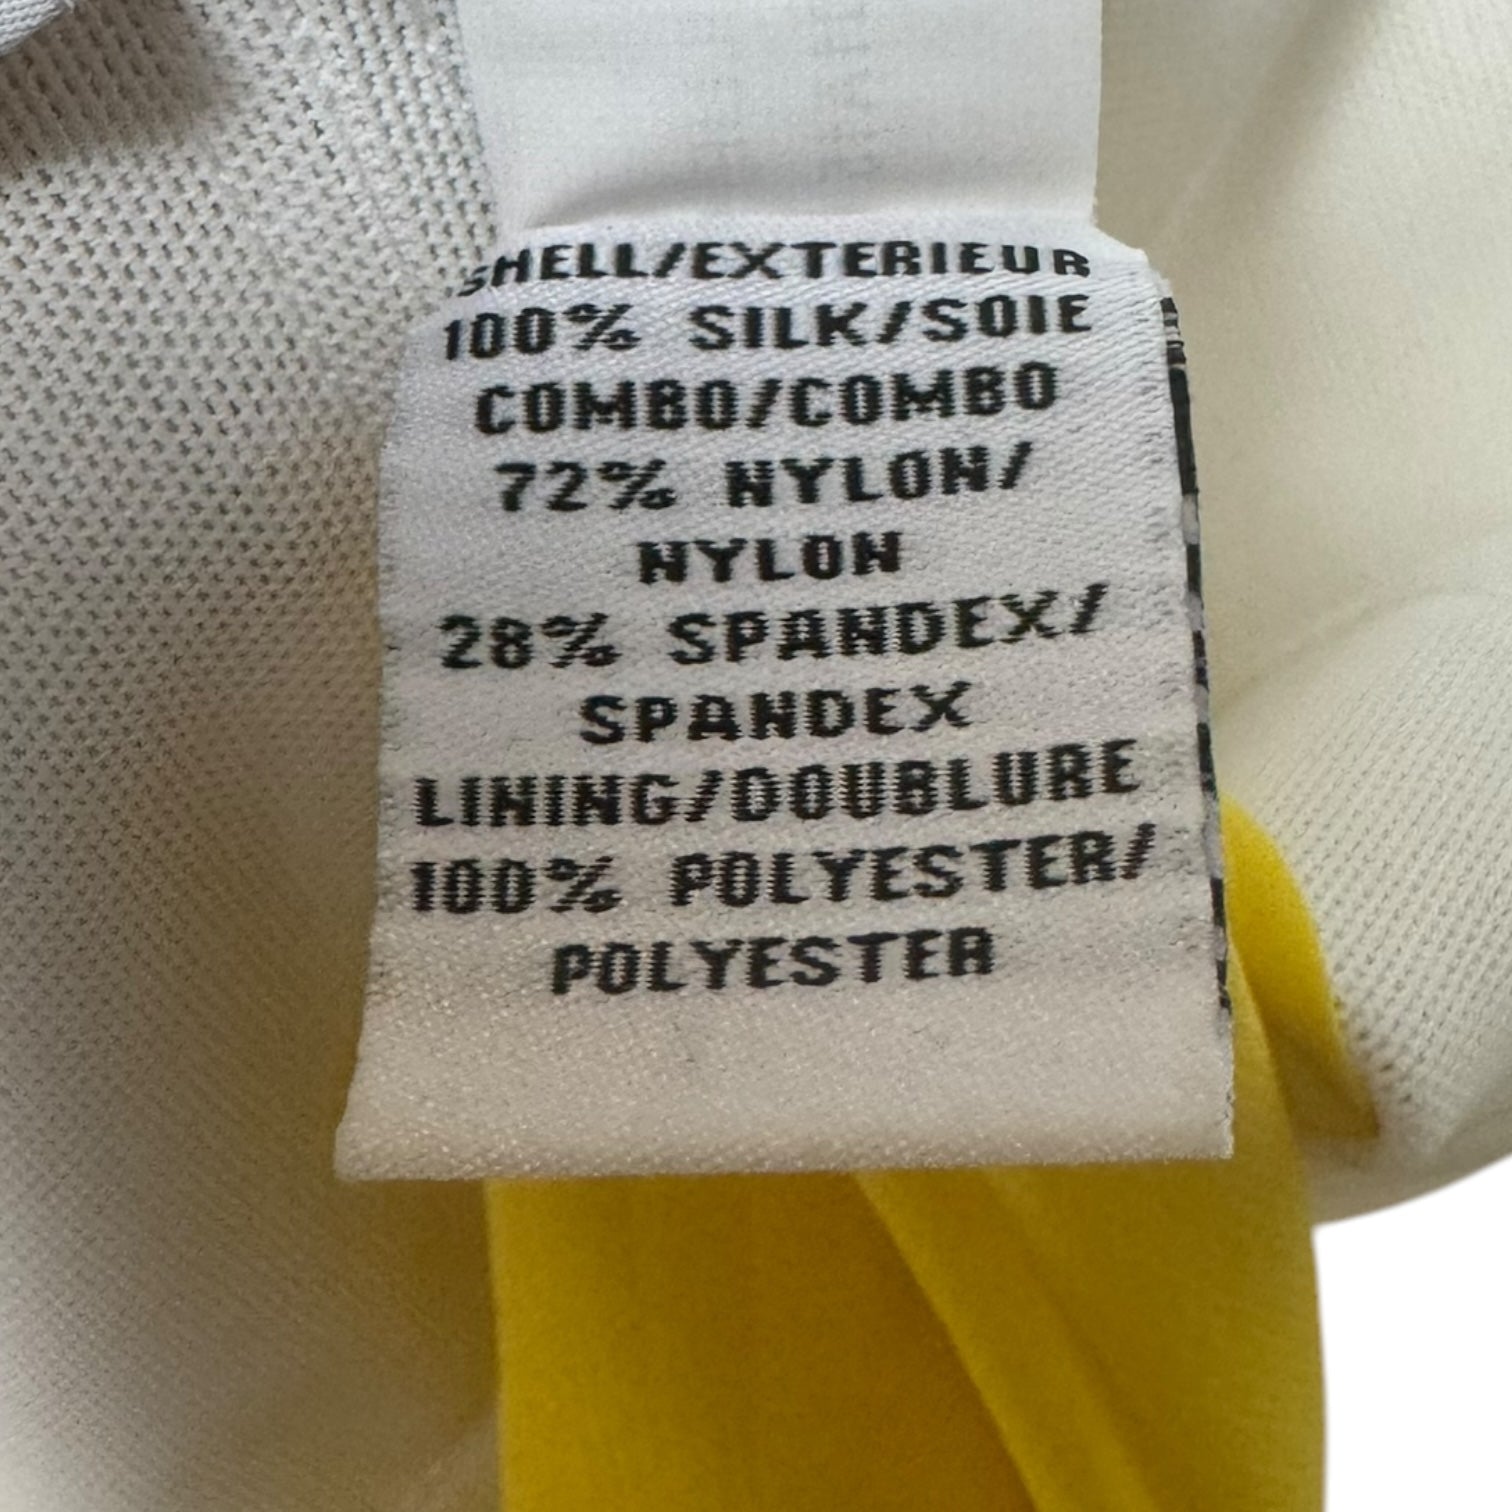 SHELL/EXTERIEUR
100% SILK/SOIE
COMBO/COMBO
72% NYLON/
NYLON
28% SPANDEX/
SPANDEX
LINING/DOUBLURE
100% POLYESTER/
POLYESTER